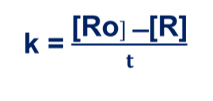 k = [Ro] –[R]
t